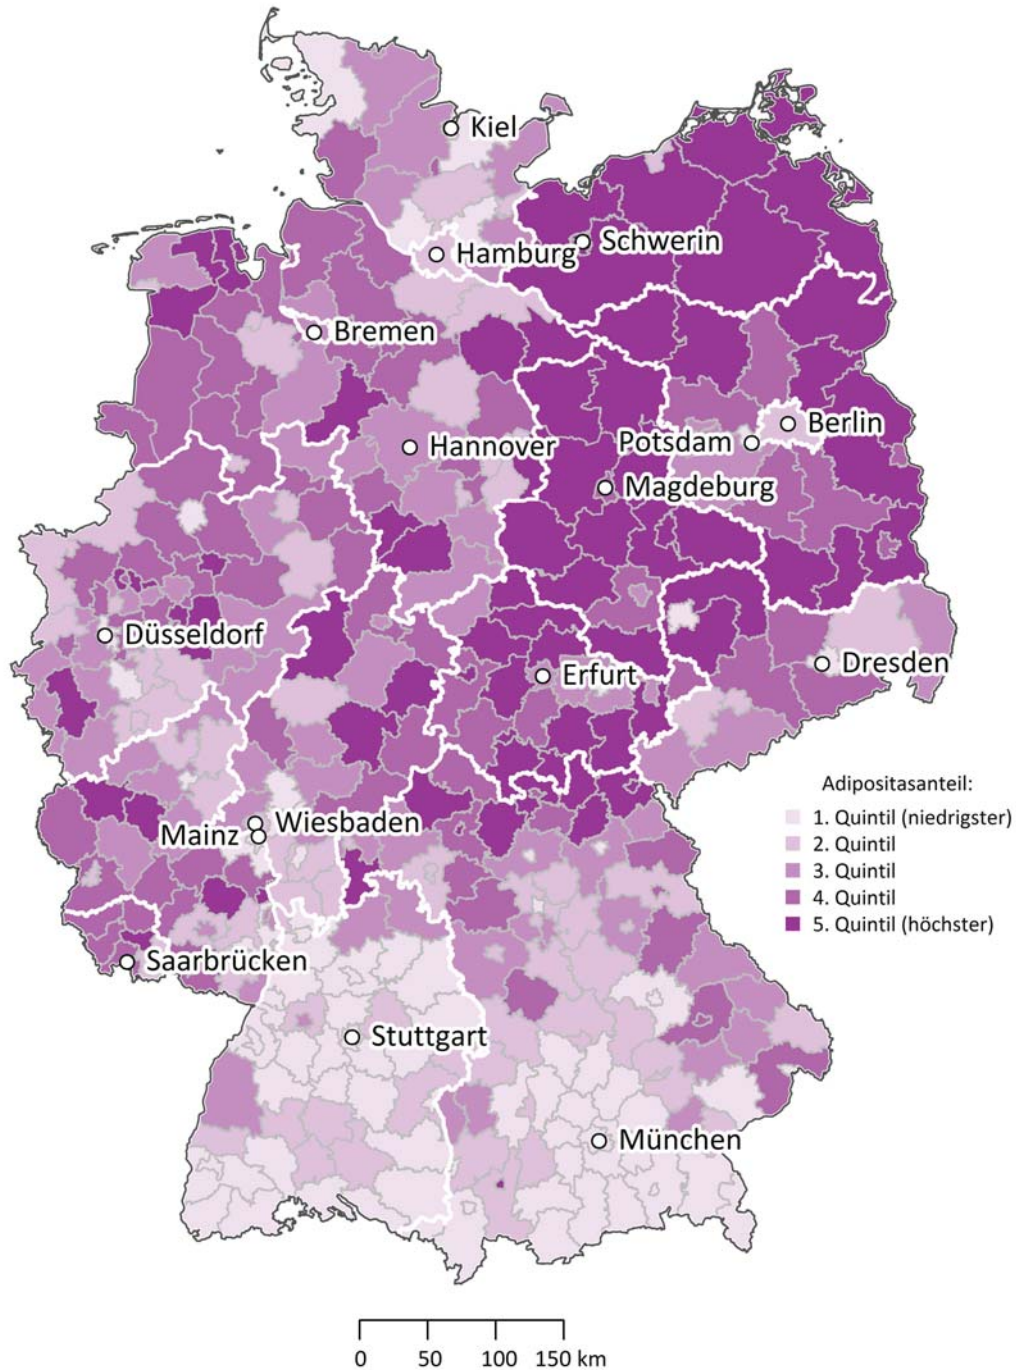 Kiel
Hamburg
Schwerin
Bremen
Berlin
Hannover
Potsdam
Magdeburg
Düsseldorf
Erfurt
Dresden
Adipositasanteil:
1. Quintil (niedrigster)
2. Quintil
3. Quintil
4. Quintil
5. Quintil (höchster)
Wiesbaden
Mainz
Saarbrücken
Stuttgart
München
0 50 100 150 km